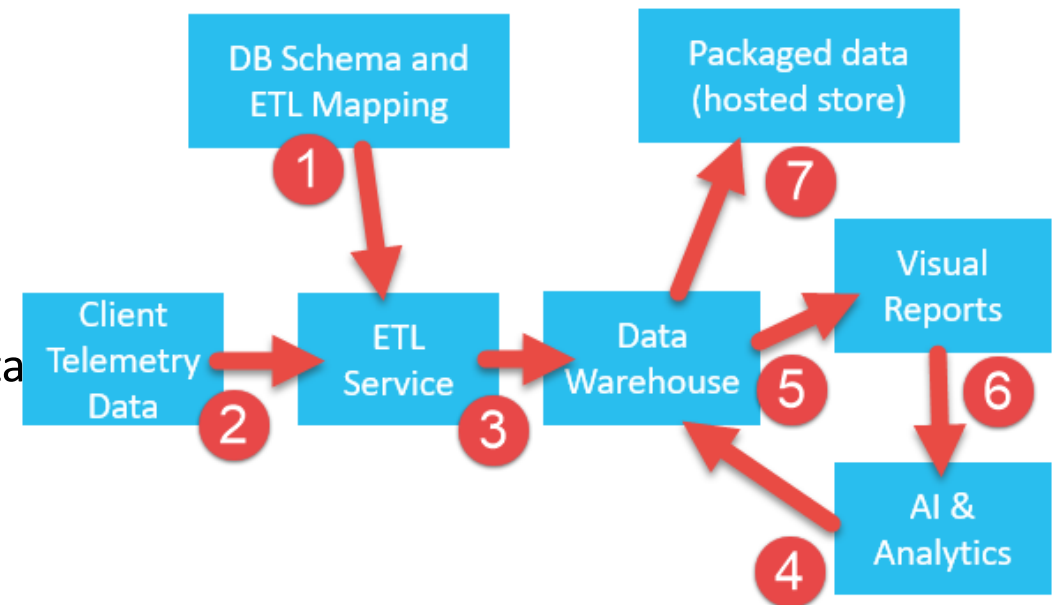 DB Schema and
ETL Mapping
1
Packaged data
(hosted store)
7
Visual
Reports
Client
Telemetry
Data
2
ETL
Service
3
Data
Warehouse
5
6
AI &
Analytics
4
ta